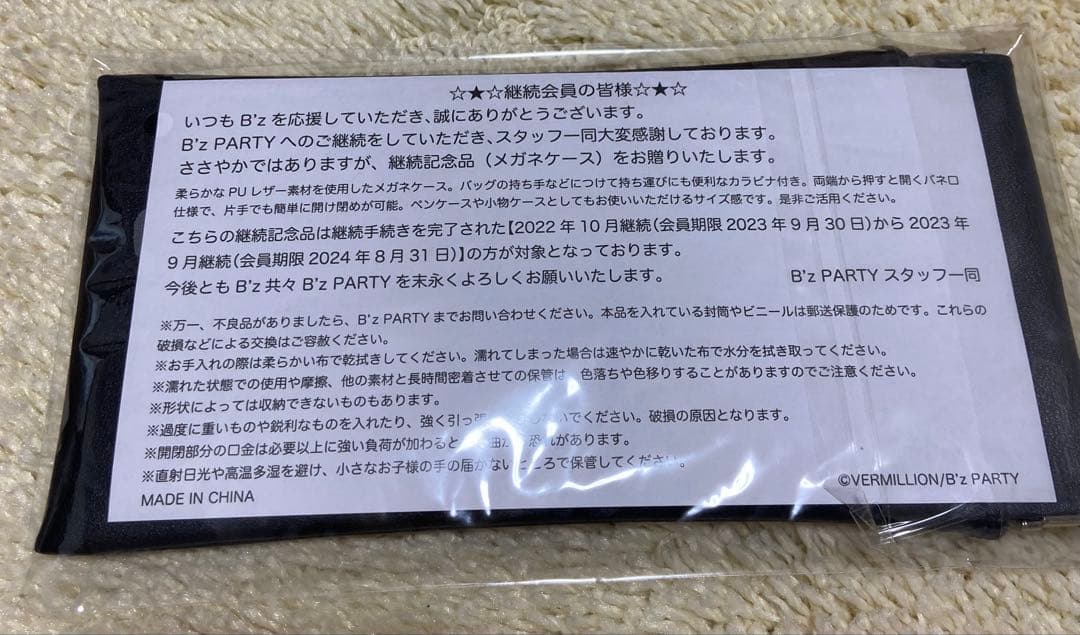 ☆★☆継続会員の皆様☆★☆
いつも B'z を応援していただき、誠にありがとうございます。
B'z PARTY へのご継続をしていただき、スタッフ一同大変感謝しております。
ささやかではありますが、継続記念品（メガネケース）をお贈りいたします。
柔らかな PU レザー素材を使用したメガネケース。バッグの持ち手などにつけて持ち運びにも便利なカラビナ付き。両端から押すと開くバネ口
仕様で、片手でも簡単に開け閉めが可能。ペンケースや小物ケースとしてもお使いいただけるサイズ感です。是非ご活用ください。
こちらの継続記念品は継続手続きを完了された【2022 年 10 月継続（会員期限 2023 年 9 月 30 日）から 2023 年
9 月継続（会員期限 2024 年 8 月 31 日）】の方が対象となっております。
今後とも B'z 共々 B'z PARTY を末永くよろしくお願いいたします。 B'z PARTY スタッフ一同
※万一、不良品がありましたら、B'z PARTY までお問い合わせください。本品を入れている封筒やビニールは郵送保護のためです。これらの
破損などによる交換はご容赦ください。
※お手入れの際は柔らかい布で乾拭きしてください。濡れてしまった場合は速やかに乾いた布で水分を拭き取ってください。
※濡れた状態での使用や摩擦、他の素材と長時間密着させての保管は、色落ちや色移りすることがありますのでご注意ください。
※形状によっては収納できないものもあります。
※過度に重いものや鋭利なものを入れたり、強く引っ張 ないでください。破損の原因となります。
※開閉部分の口金は必要以上に強い負荷が加わると 恐れがあります。
※直射日光や高温多湿を避け、小さなお子様の手の届かないところで保管してください。
MADE IN CHINA ©VERMILLION/B'z PARTY